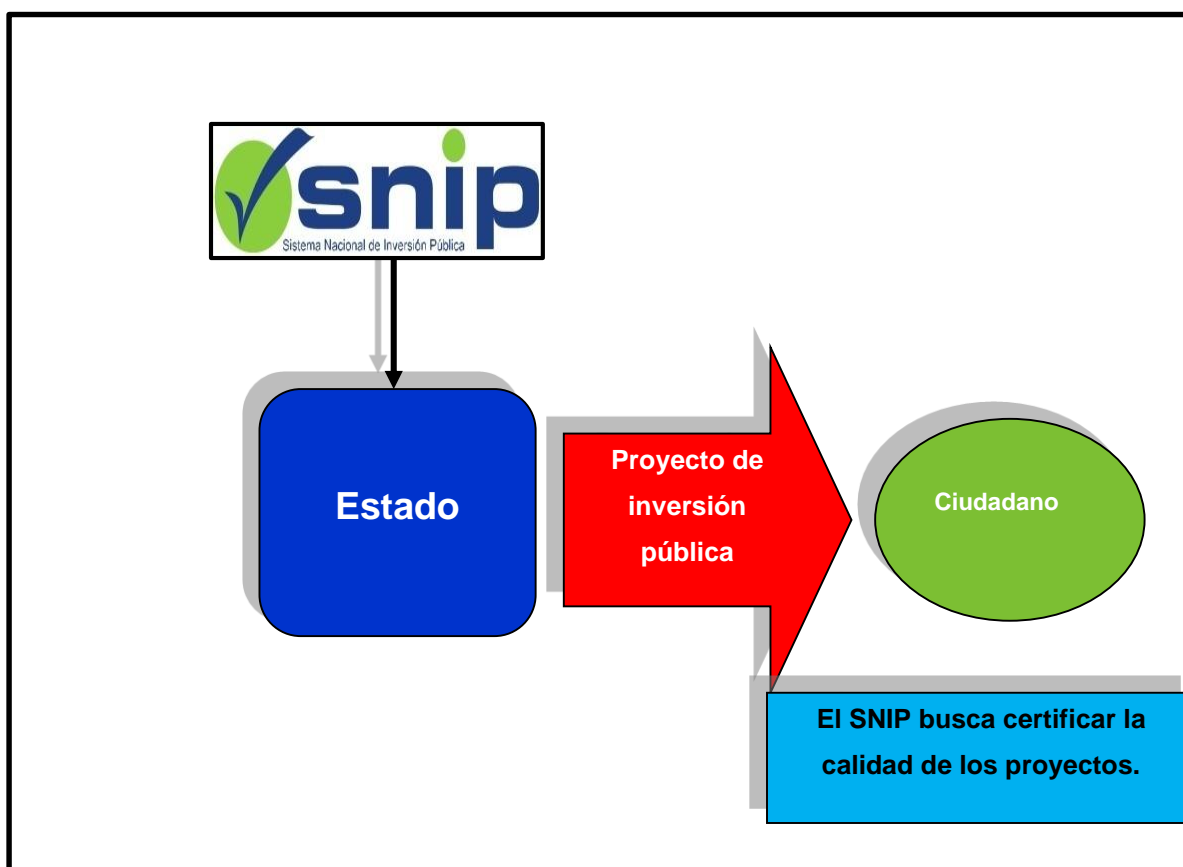 snip
Sistema Nacional de Inversión Pública
Estado
Proyecto de
inversión
pública
Ciudadano
El SNIP busca certificar la
calidad de los proyectos.